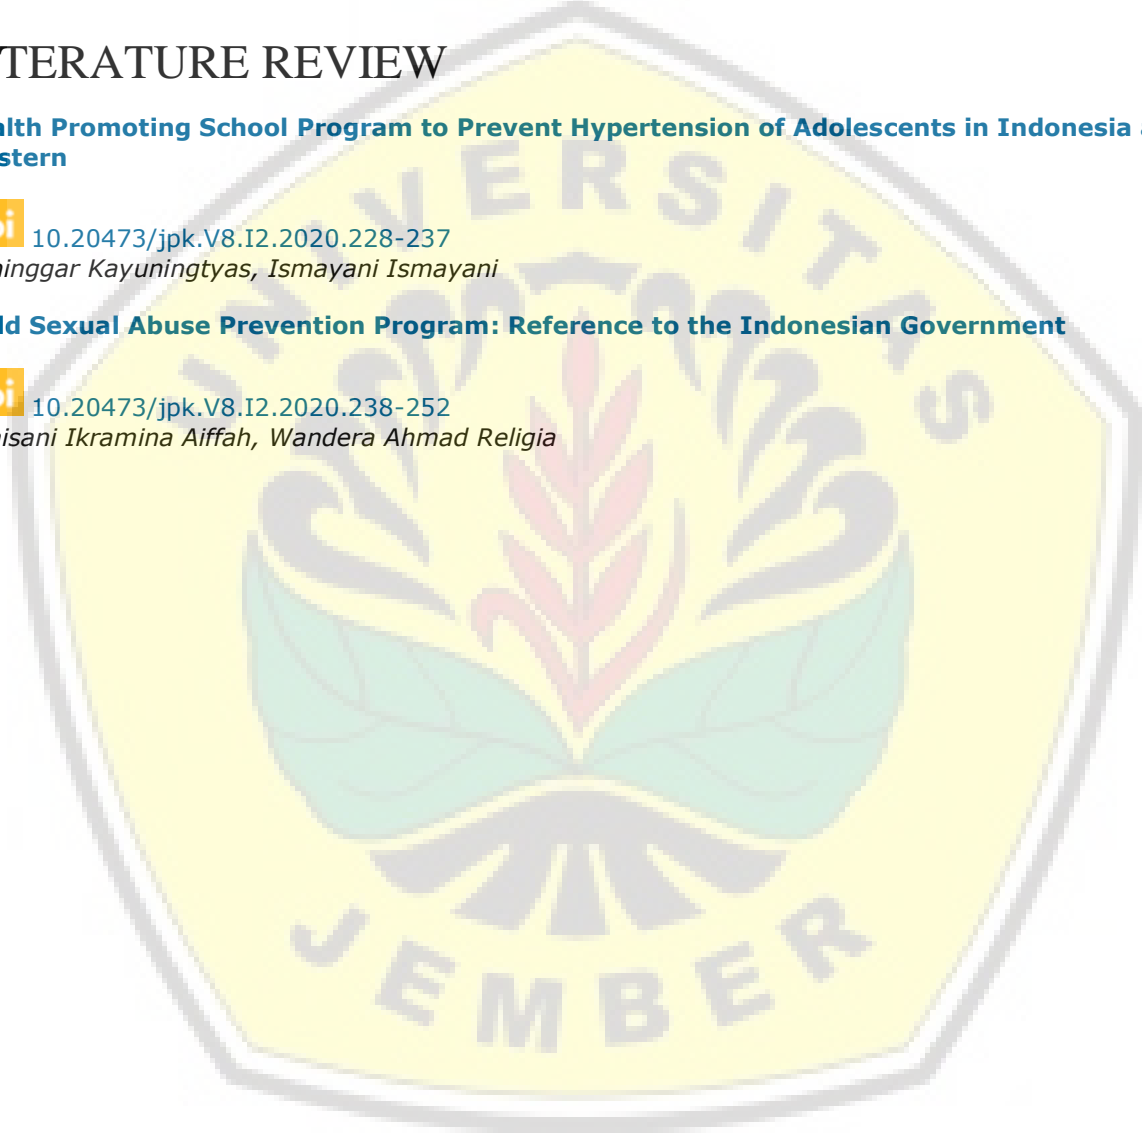 TERATURE REVIEW
lth Promoting School Program to Prevent Hypertension of Adolescents in Indonesia
stern
10.20473/jpk.V8.I2.2020.228-237
inggar Kayuningtyas, Ismayani Ismayani
ld Sexual Abuse Prevention Program: Reference to the Indonesian Government
10.20473/jpk.V8.I2.2020.238-252
isani Ikramina Aiffah, Wandera Ahmad Religia
UNIVERSITAS
JEMBER